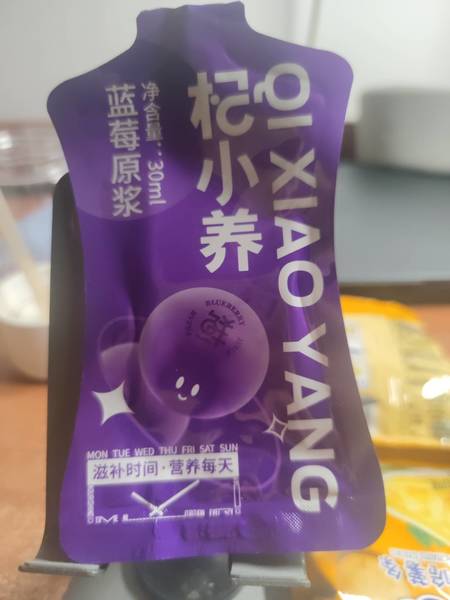 QI XIAO YANG
杞小养
净含量：30ml
蓝莓原浆
BLUEBERRY
MON TUE WED THU FRI SAT SUN
滋补时间·营养每天